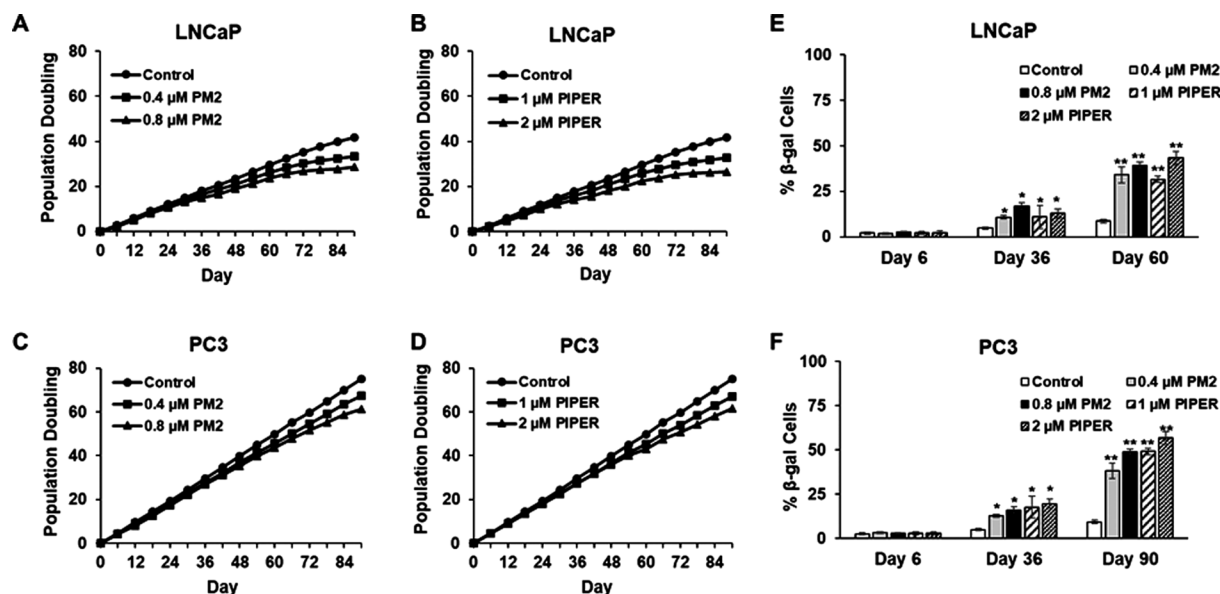 A
LNCaP
Population Doubling
80
60
40
20
0
Control
0.4 µM PM2
0.8 µM PM2
0 12 24 36 48 60 72 84
Day
B
LNCaP
Population Doubling
80
60
40
20
0
Control
1 µM PIPER
2 µM PIPER
0 12 24 36 48 60 72 84
Day
E
LNCaP
% β-gal Cells
100
75
50
25
0
Control 0.4 µM PM2
0.8 µM PM2 1 µM PIPER
2 µM PIPER
* * * *
** ** ** **
Day 6 Day 36 Day 60
C
PC3
Population Doubling
80
60
40
20
0
Control
0.4 µM PM2
0.8 µM PM2
0 12 24 36 48 60 72 84
Day
D
PC3
Population Doubling
80
60
40
20
0
Control
1 µM PIPER
2 µM PIPER
0 12 24 36 48 60 72 84
Day
F
PC3
% β-gal Cells
100
75
50
25
0
Control 0.4 µM PM2
0.8 µM PM2 1 µM PIPER
2 µM PIPER
* * * *
** ** ** **
Day 6 Day 36 Day 90